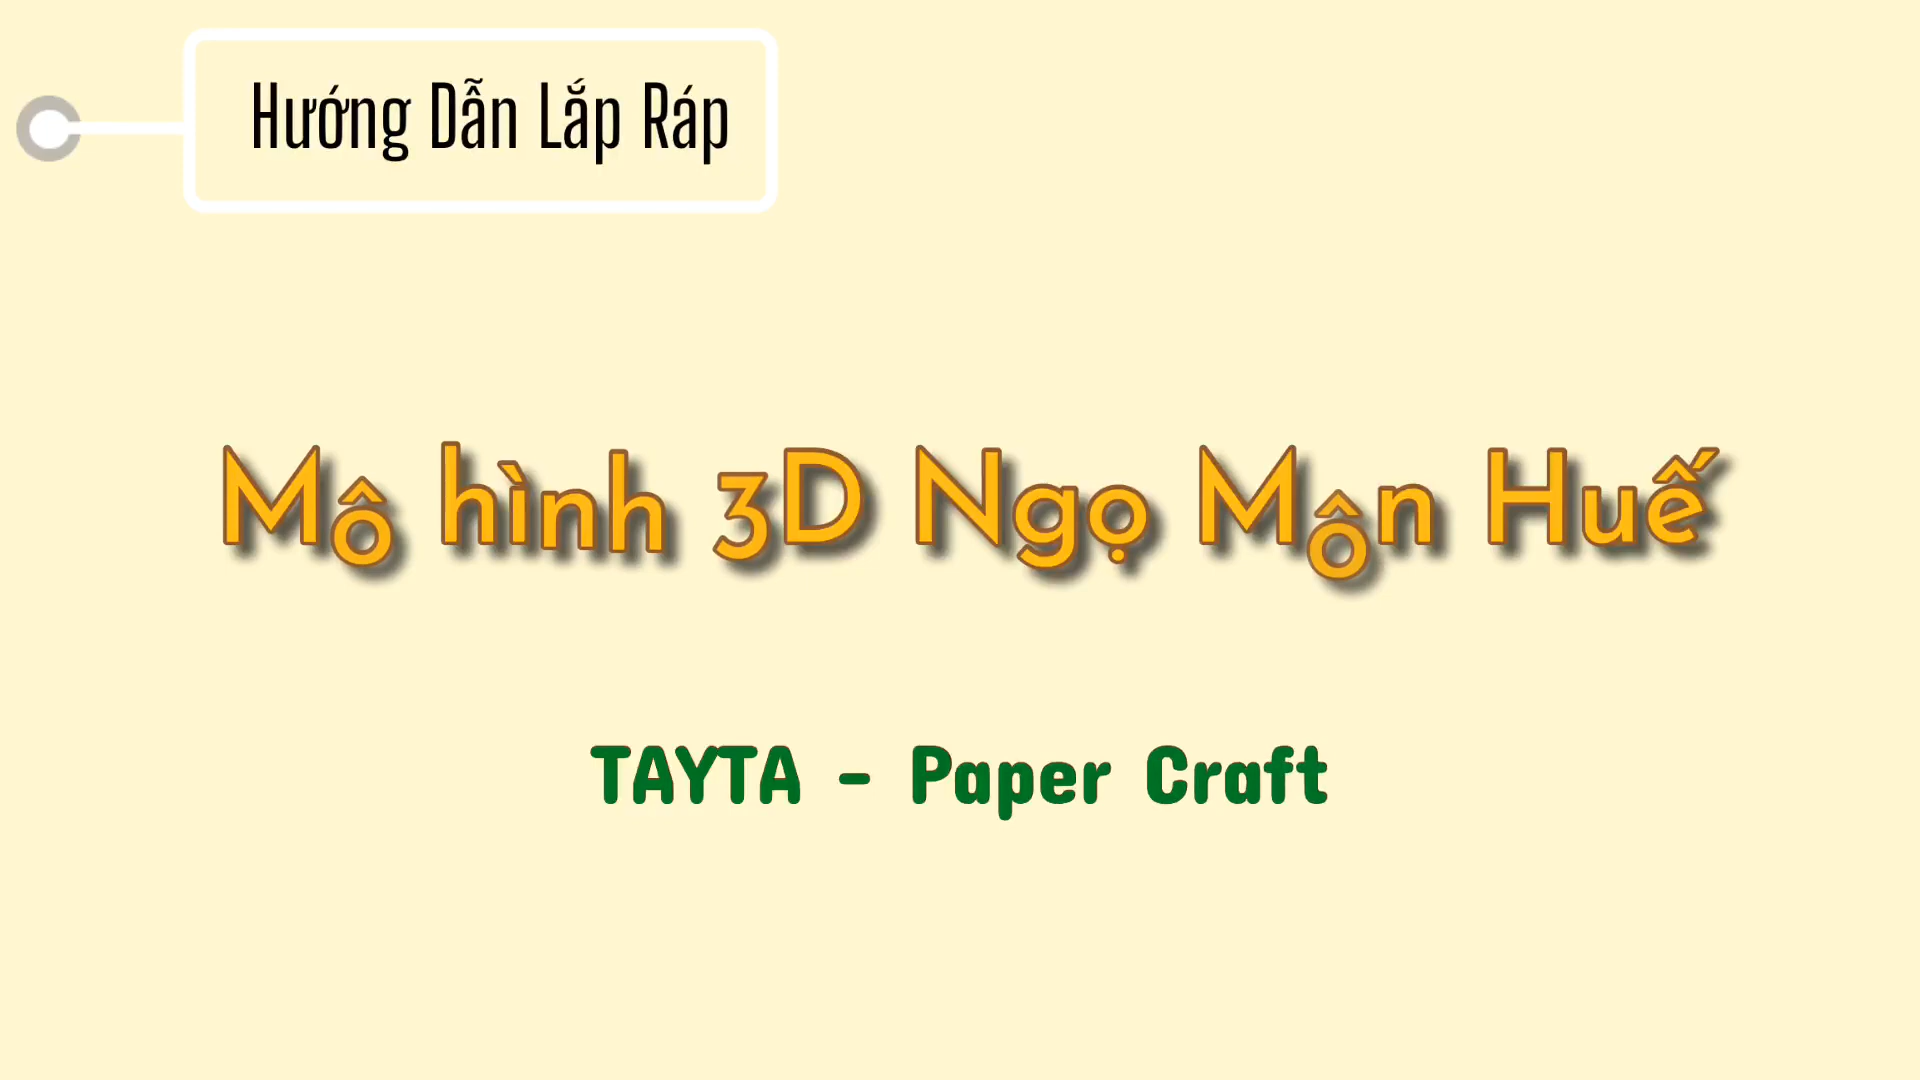 Hướng Dẫn Lắp Ráp
Mô hình 3D Ngọ Môn Huế
TAYTA - Paper Craft